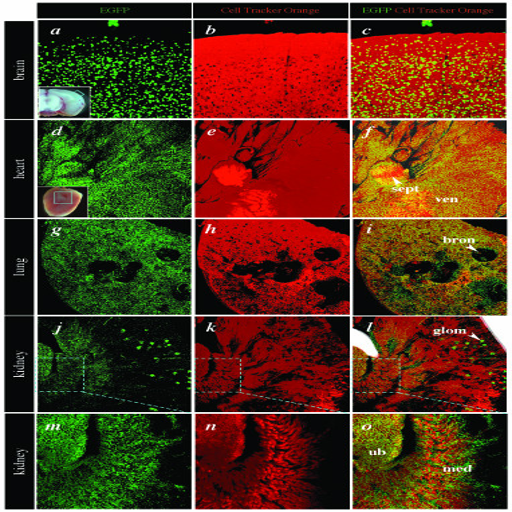 EGFP Cell Tracker Orange EGFP Cell Tracker Orange
brain a b c
heart d e f
sept
ven
lung g h i
bron
kidney j k l
glom
kidney m n o
ub
med